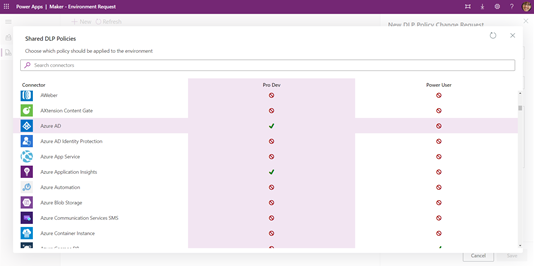 Power Apps | Maker - Environment Request
New Refresh
New DLP Policy Change Request
Shared DLP Policies
Choose which policy should be applied to the environment
Search connectors
Connector Pro Dev Power User
AWeber
AXtension Content Gate
Azure AD
Azure AD Identity Protection
Azure App Service
Azure Application Insights
Azure Automation
Azure Blob Storage
Azure Communication Services SMS
Azure Container Instance
Cancel Save